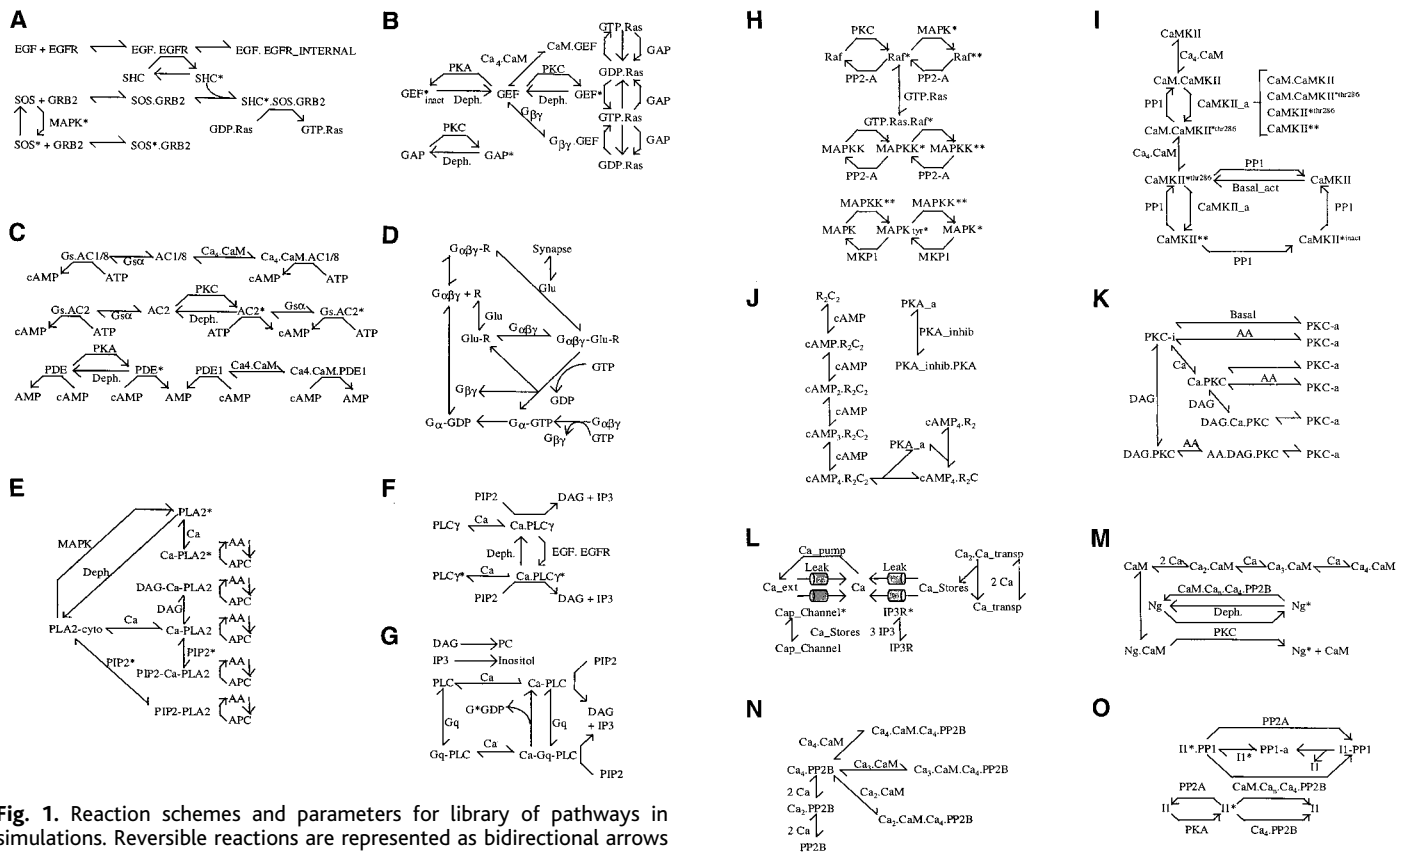 A
EGF + EGFR EGF. EGFR EGF. EGFR_INTERNAL
SHC SHC*
SOS + GRB2 SOS.GRB2 SHC*.SOS.GRB2
MAPK*
GDP.Ras GTP.Ras
SOS* + GRB2 SOS*.GRB2
B
GTP.Ras
CaM.GEF GAP
Ca4.CaM
PKA PKC GDP.Ras
GEF*inact Deph. GEF Deph. GEF* GAP
Gβγ GTP.Ras
PKC Gβγ.GEF GAP
GAP Deph. GAP* GDP.Ras
C
Gs.AC1/8 Gsα AC1/8 Ca4.CaM Ca4.CaM.AC1/8
cAMP ATP cAMP ATP
PKC
Gs.AC2 Gsα AC2 Deph. AC2* Gsα Gs.AC2*
cAMP ATP ATP cAMP ATP
PKA
PDE Deph. PDE* PDE1 Ca4.CaM Ca4.CaM.PDE1
AMP cAMP cAMP AMP cAMP cAMP AMP
D
Gαβγ-R Synapse
Gαβγ + R Glu
Glu
Glu-R Gαβγ Gαβγ-Glu-R
GTP
Gβγ GDP
Gα-GDP Gα-GTP Gαβγ
Gβγ GTP
E
PLA2*
MAPK Ca
Ca-PLA2* AA
APC
Deph.
DAG-Ca-PLA2 AA
APC
DAG
PLA2-cyto Ca Ca-PLA2 AA
APC
PIP2* PIP2*
PIP2-Ca-PLA2 AA
APC
PIP2-PLA2 AA
APC
F
PIP2 DAG + IP3
PLCγ Ca Ca.PLCγ
Deph. EGF. EGFR
PLCγ* Ca Ca.PLCγ*
PIP2 DAG + IP3
G
DAG PC
IP3 Inositol PIP2
PLC Ca Ca-PLC
G*GDP DAG
+ IP3
Gq Gq
Gq-PLC Ca Ca-Gq-PLC
PIP2
H
PKC MAPK*
Raf Raf* Raf**
PP2-A PP2-A
GTP.Ras
GTP.Ras.Raf*
MAPKK MAPKK* MAPKK**
PP2-A PP2-A
MAPKK** MAPKK**
MAPK MAPKtyr* MAPK*
MKP1 MKP1
I
CaMKII
Ca4.CaM
CaM.CaMKII CaM.CaMKII
PP1 CaMKII_a CaM.CaMKII*thr286
CaMKII*thr286
CaM.CaMKII*thr286 CaMKII**
Ca4.CaM
PP1
CaMKII*thr286 Basal_act CaMKII
PP1 CaMKII_a PP1
CaMKII** CaMKII*inact
PP1
J
R2C2 PKA_a
cAMP
PKA_inhib
cAMP.R2C2
cAMP PKA_inhib.PKA
cAMP2.R2C2
cAMP
cAMP3.R2C2 cAMP4.R2
cAMP PKA_a
cAMP4.R2C2 cAMP4.R2C
K
Basal PKC-a
PKC-i AA PKC-a
Ca PKC-a
Ca.PKC AA PKC-a
DAG DAG
DAG.Ca.PKC PKC-a
DAG.PKC AA AA.DAG.PKC PKC-a
L
Ca_pump Ca2.Ca_transp
Leak Leak
Ca_ext Ca Ca_Stores 2 Ca
Cap_Channel* IP3R* Ca_transp
Ca_Stores 3 IP3
Cap_Channel IP3R
M
CaM 2 Ca Ca2.CaM Ca Ca3.CaM Ca Ca4.CaM
CaM.Can.Ca4.PP2B
Ng Deph. Ng*
PKC
Ng.CaM Ng* + CaM
N
Ca4.CaM Ca4.CaM.Ca4.PP2B
Ca4.PP2B Ca3.CaM Ca3.CaM.Ca4.PP2B
2 Ca Ca2.CaM
Ca2.PP2B Ca2.CaM.Ca4.PP2B
2 Ca
PP2B
O
PP2A
I1*.PP1 I1* PP1-a I1 I1-PP1
PP2A CaM.Can.Ca4.PP2B
I1 I1* I1
PKA Ca4.PP2B
Fig. 1. Reaction schemes and parameters for library of pathways in
simulations. Reversible reactions are represented as bidirectional arrows